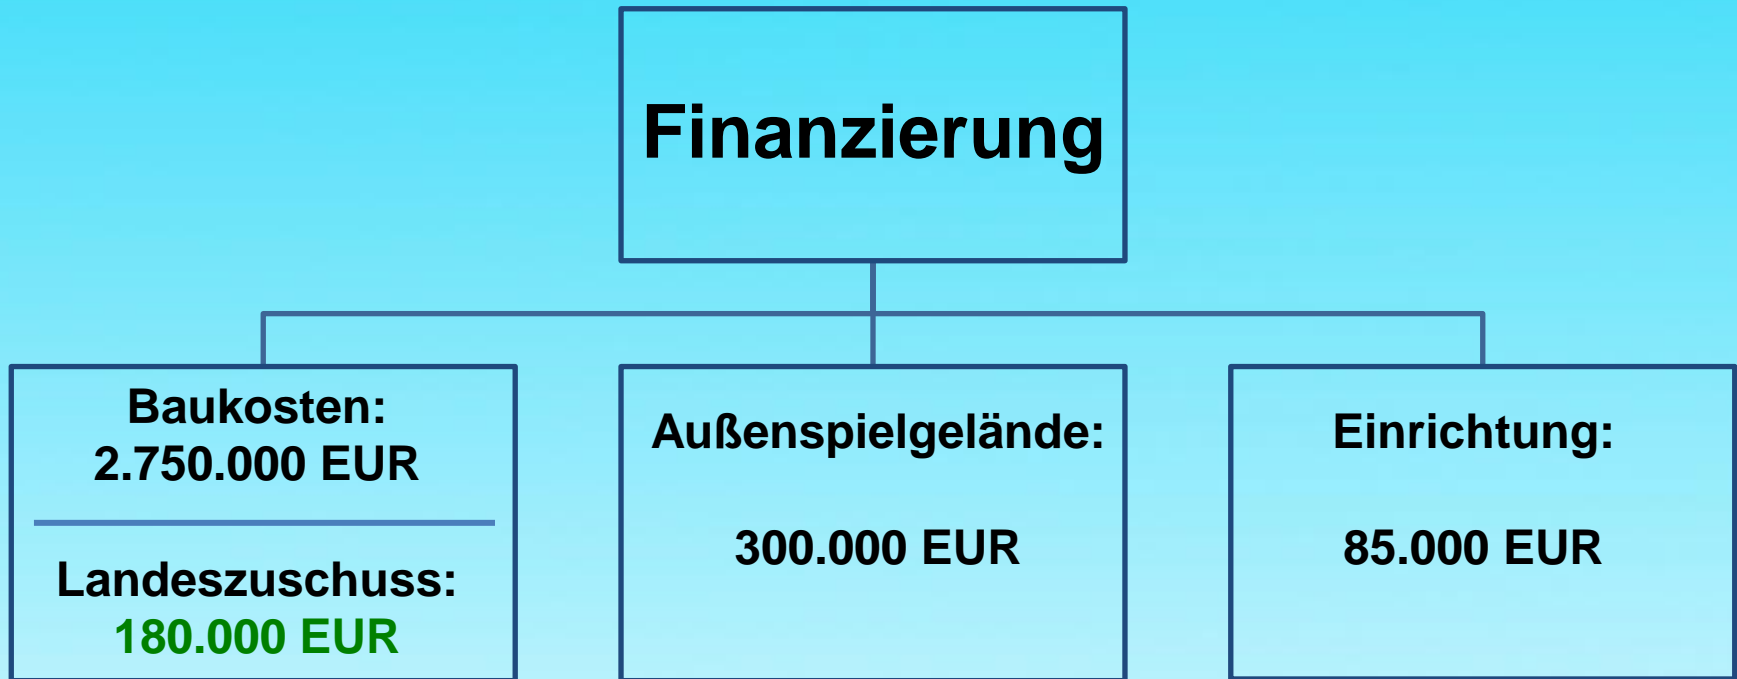 Finanzierung
Baukosten:
2.750.000 EUR
Landeszuschuss:
180.000 EUR
Außenspielgelände:
300.000 EUR
Einrichtung:
85.000 EUR